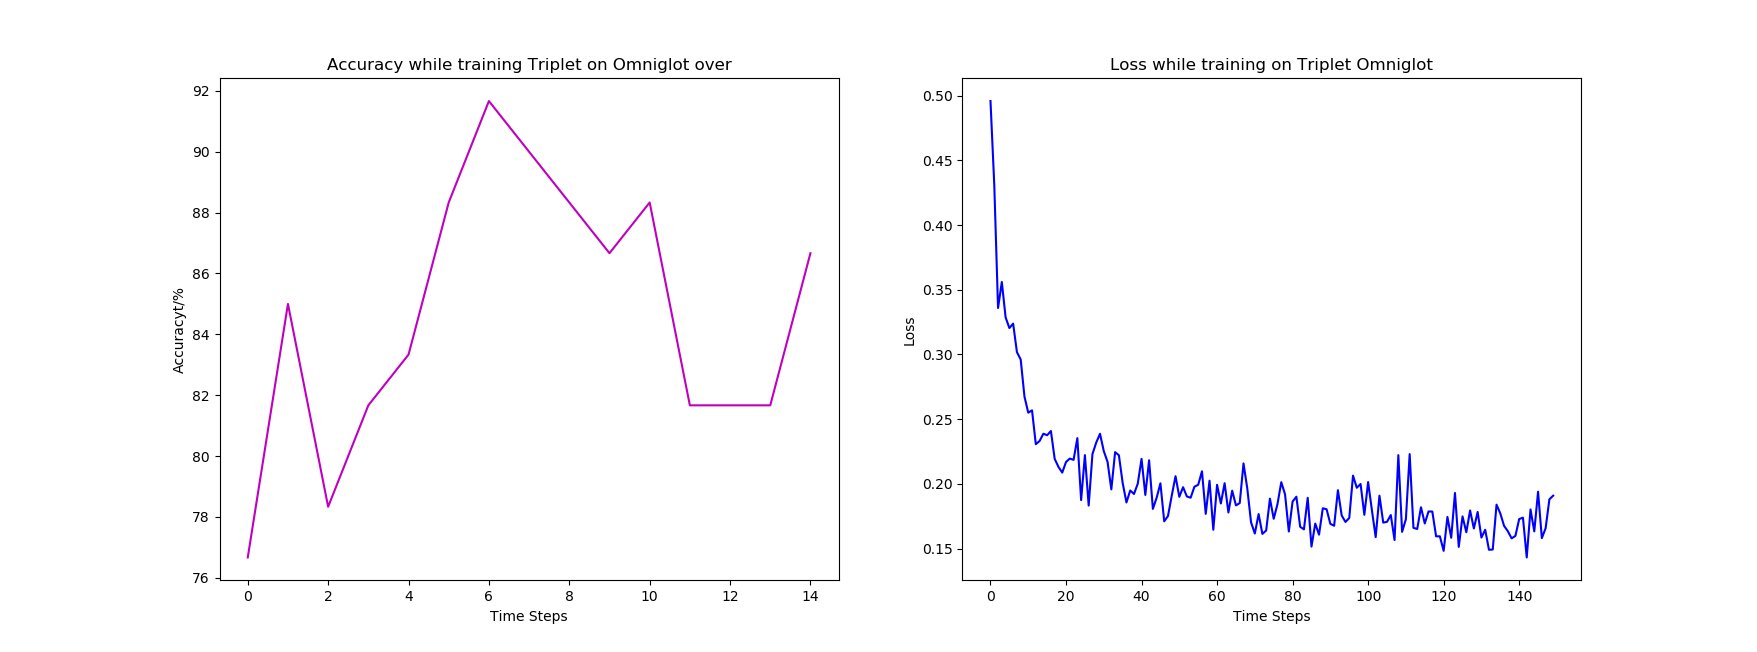 Accuracy while training Triplet on Omniglot over
92
90
88
86
84
82
80
78
76
Accuracyt/%
0 2 4 6 8 10 12 14
Time Steps
Loss while training on Triplet Omniglot
0.50
0.45
0.40
0.35
0.30
0.25
0.20
0.15
Loss
0 20 40 60 80 100 120 140
Time Steps